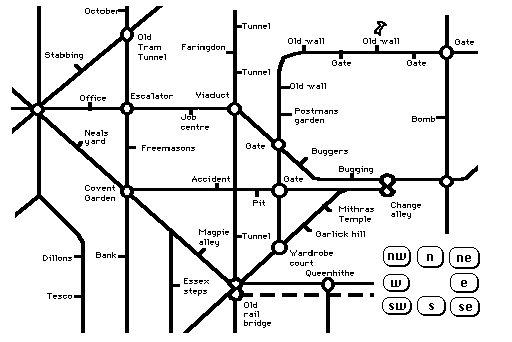 October
Old
Tram
Tunnel
Tunnel
Faringdon
Old wall
Old wall
Gate
Stabbing
Gate
Gate
Tunnel
Old wall
Office
Escalator
Viaduct
Job
centre
Postmans
garden
Bomb
Neals
yard
Freemasons
Gate
Buggers
Bugging
Accident
Gate
Covent
Garden
Pit
Mithras
Temple
Change
alley
Magpie
alley
Tunnel
Garlick hill
Wardrobe
court
Dillons
Bank
Queenhithe
Essex
steps
Tesco
Old
rail
bridge
nw
n
ne
w
e
sw
s
se